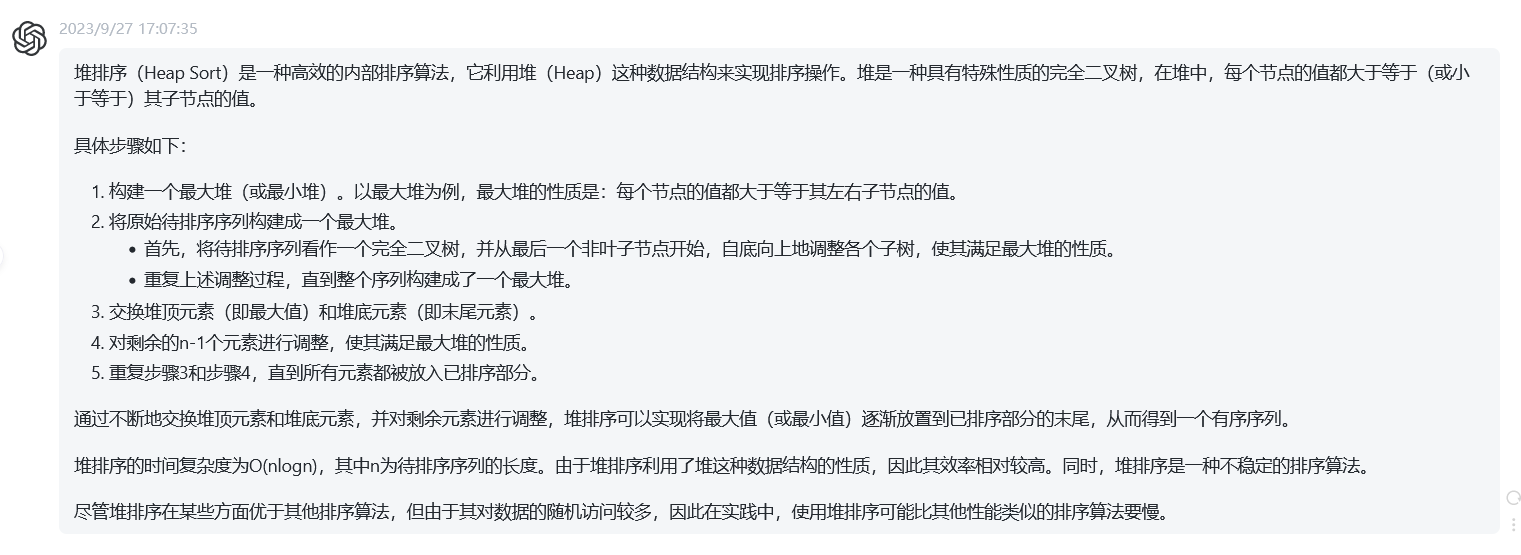 2023/9/27 17:07:35
堆排序（Heap Sort）是一种高效的内部排序算法，它利用堆（Heap）这种数据结构来实现排序操作。堆是一种具有特殊性质的完全二叉树，在堆中，每个节点的值都大于等于（或小
于等于）其子节点的值。
具体步骤如下：
1. 构建一个最大堆（或最小堆）。以最大堆为例，最大堆的性质是：每个节点的值都大于等于其左右子节点的值。
2. 将原始待排序序列构建成一个最大堆。
• 首先，将待排序序列看作一个完全二叉树，并从最后一个非叶子节点开始，自底向上地调整各个子树，使其满足最大堆的性质。
• 重复上述调整过程，直到整个序列构建成了一个最大堆。
3. 交换堆顶元素（即最大值）和堆底元素（即末尾元素）。
4. 对剩余的n-1个元素进行调整，使其满足最大堆的性质。
5. 重复步骤3和步骤4，直到所有元素都被放入已排序部分。
通过不断地交换堆顶元素和堆底元素，并对剩余元素进行调整，堆排序可以实现将最大值（或最小值）逐渐放置到已排序部分的末尾，从而得到一个有序序列。
堆排序的时间复杂度为O(nlogn)，其中n为待排序序列的长度。由于堆排序利用了堆这种数据结构的性质，因此其效率相对较高。同时，堆排序是一种不稳定的排序算法。
尽管堆排序在某些方面优于其他排序算法，但由于其对数据的随机访问较多，因此在实践中，使用堆排序可能比其他性能类似的排序算法要慢。